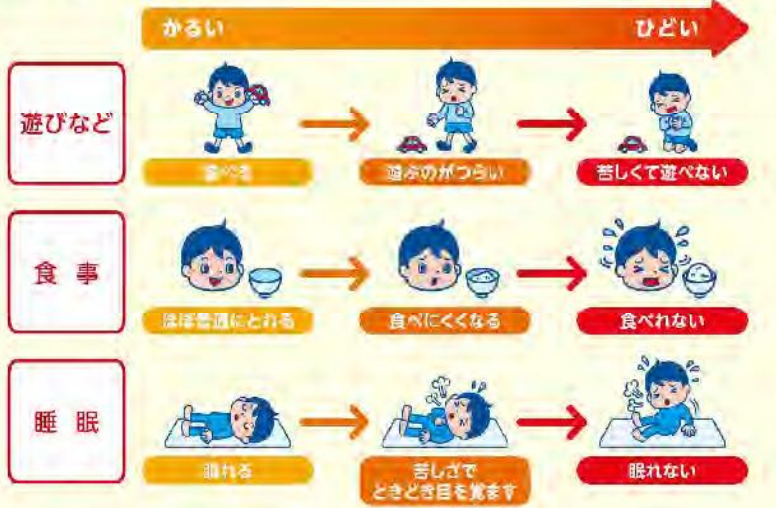 かるい
ひどい
遊びなど
遊べる
遊ぶのがつらい
苦しくて遊べない
食 事
ほぼ普通にとれる
食べにくくなる
食べれない
睡 眠
眠れる
苦しさで
ときどき目を覚ます
眠れない